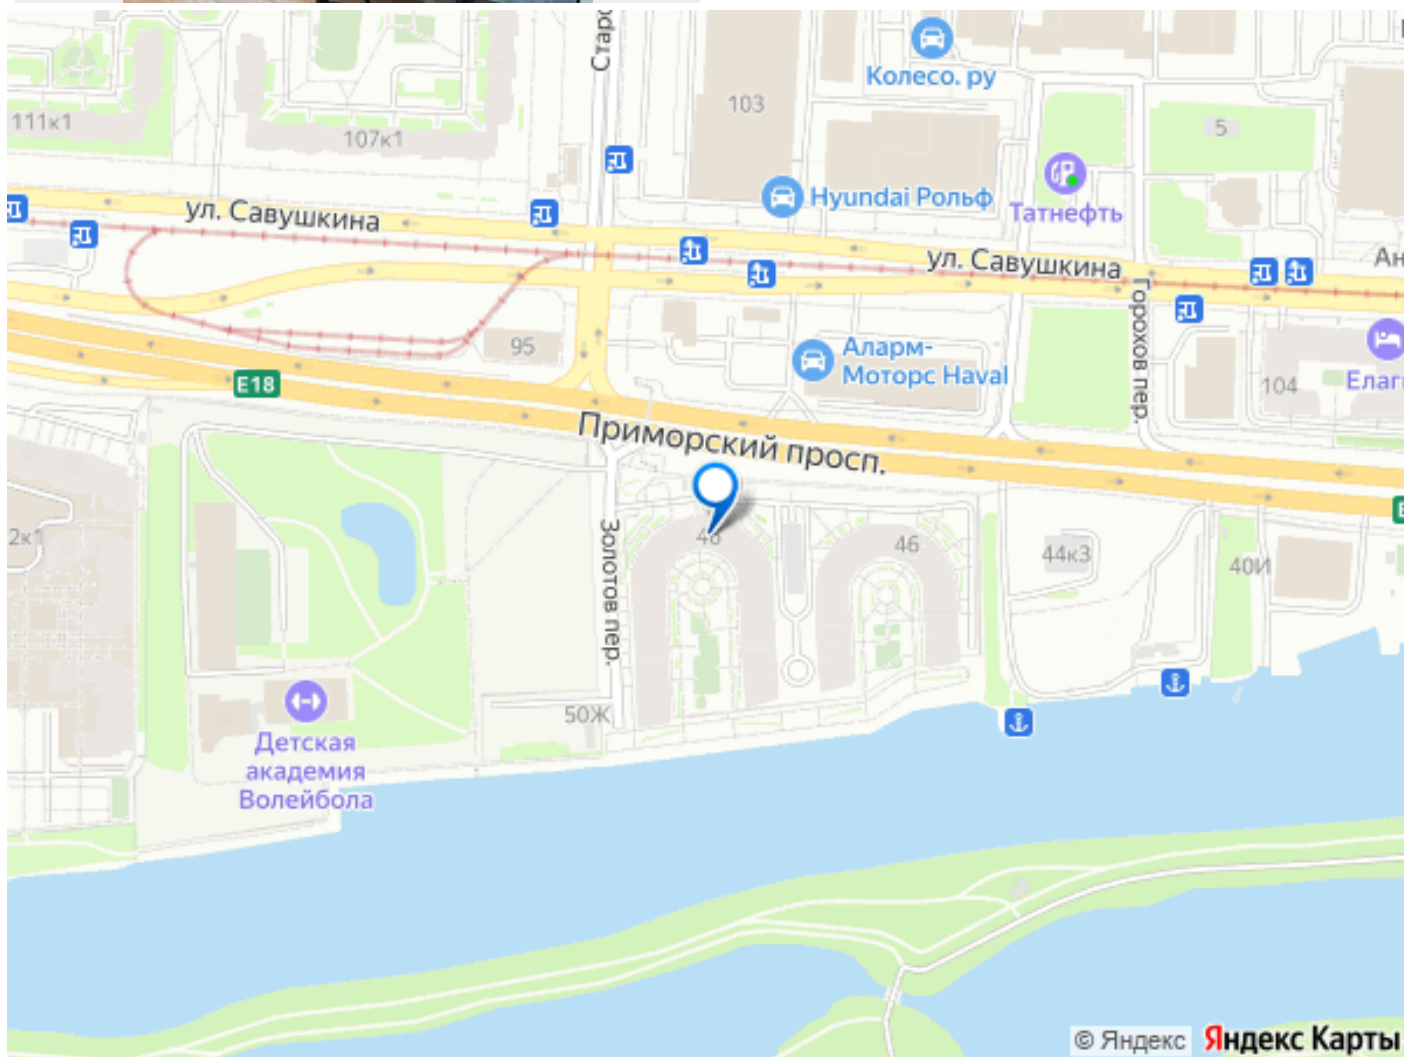 Колесо. ру
103
111к1
107к1
5
Hyundai Рольф
Татнефть
ул. Савушкина
ул. Савушкина
Горохов пер.
95
Аларм-
Моторс Haval
104
E18
Приморский просп.
46
44к3
40И
Золотов пер.
50Ж
Детская
академия
Волейбола
© Яндекс Яндекс Карты